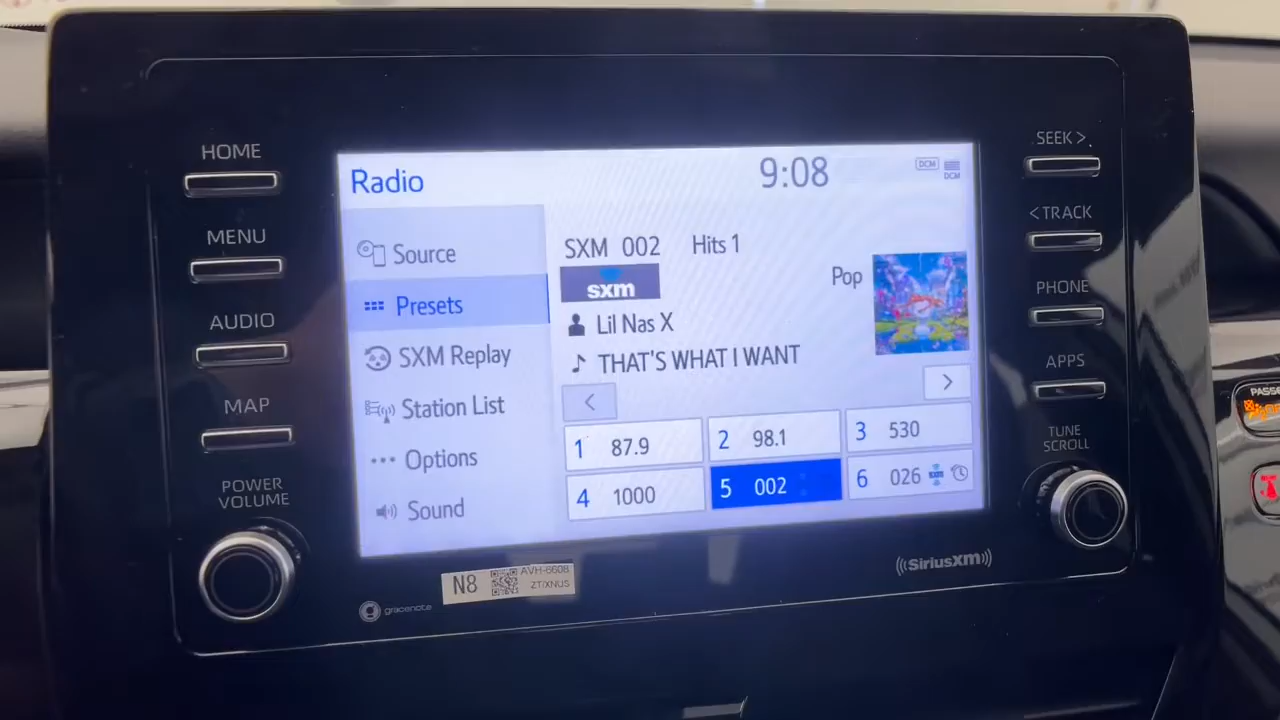 HOME
MENU
AUDIO
MAP
POWER
VOLUME
Radio
9:08
DCM
DCM
Source
Presets
SXM Replay
Station List
Options
Sound
SXM 002 Hits 1
sxm
Pop
Lil Nas X
THAT'S WHAT I WANT
<
>
1 87.9
2 98.1
3 530
4 1000
5 002
6 026 sxm
SEEK >
< TRACK
PHONE
APPS
TUNE
SCROLL
N8
AVH-6608
ZT/XNUS
gracenote
((SiriusXM))